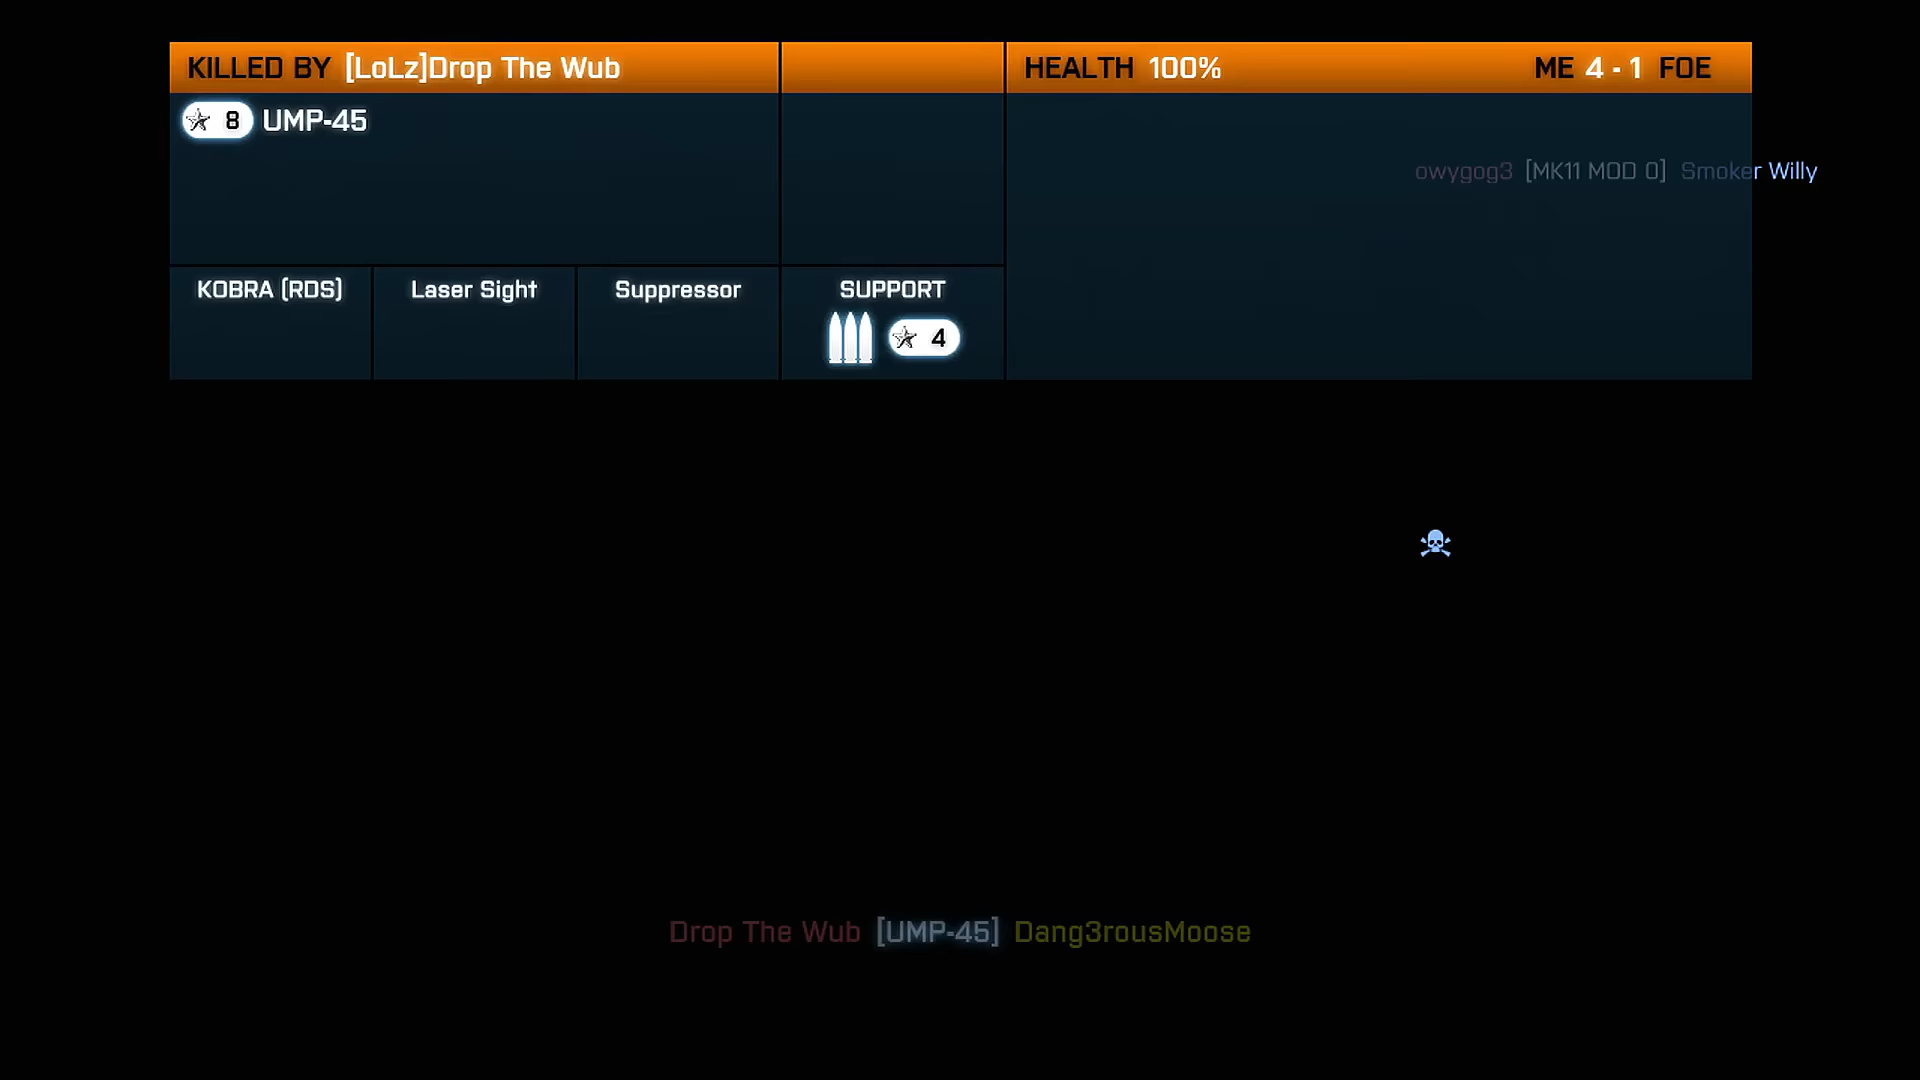 KILLED BY [LoLz]Drop The Wub
HEALTH 100%
ME 4 - 1 FOE
8 UMP-45
owygog3 [MK11 MOD 0] Smoker Willy
KOBRA (RDS)
Laser Sight
Suppressor
SUPPORT
4
Drop The Wub [UMP-45] Dang3rousMoose